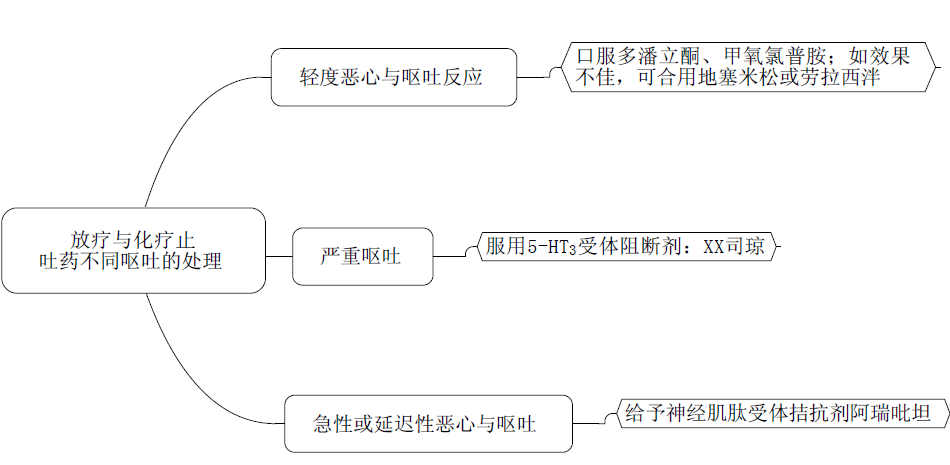 轻度恶心与呕吐反应
口服多潘立酮、甲氧氯普胺；如效果
不佳，可合用地塞米松或劳拉西泮
放疗与化疗止
吐药不同呕吐的处理
严重呕吐
服用5-HT₃受体阻断剂：XX司琼
急性或延迟性恶心与呕吐
给予神经肌肽受体拮抗剂阿瑞吡坦